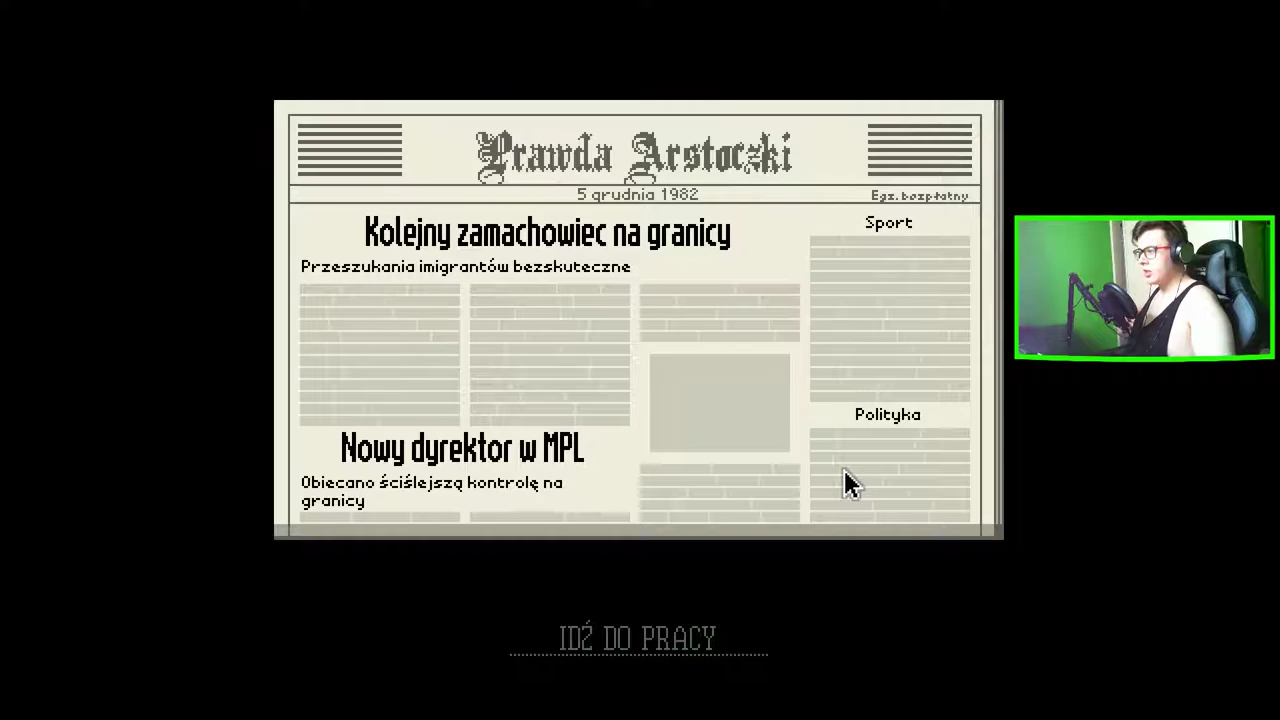 Prawda Arstoczki
5 grudnia 1982
Egz. bezpłatny
Kolejny zamachowiec na granicy
Przeszukania imigrantów bezskuteczne
Sport
Polityka
Nowy dyrektor w MPL
Obiecano ściślejszą kontrolę na
granicy
IDŹ DO PRACY